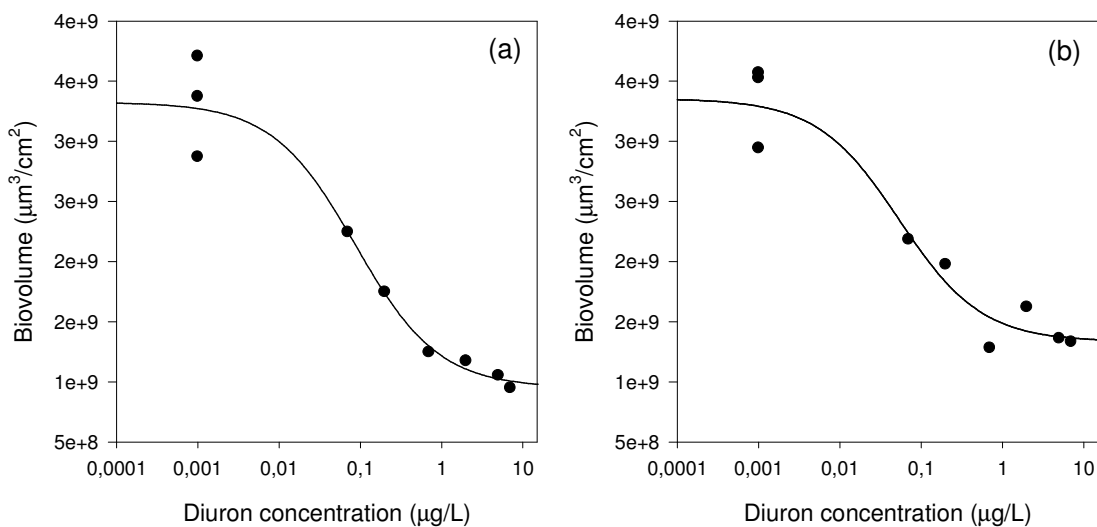 (a)
4e+9
4e+9
3e+9
3e+9
2e+9
2e+9
1e+9
5e+8
Biovolume (μm³/cm²)
0,0001 0,001 0,01 0,1 1 10
Diuron concentration (μg/L)
(b)
4e+9
4e+9
3e+9
3e+9
2e+9
2e+9
1e+9
5e+8
Biovolume (μm³/cm²)
0,0001 0,001 0,01 0,1 1 10
Diuron concentration (μg/L)